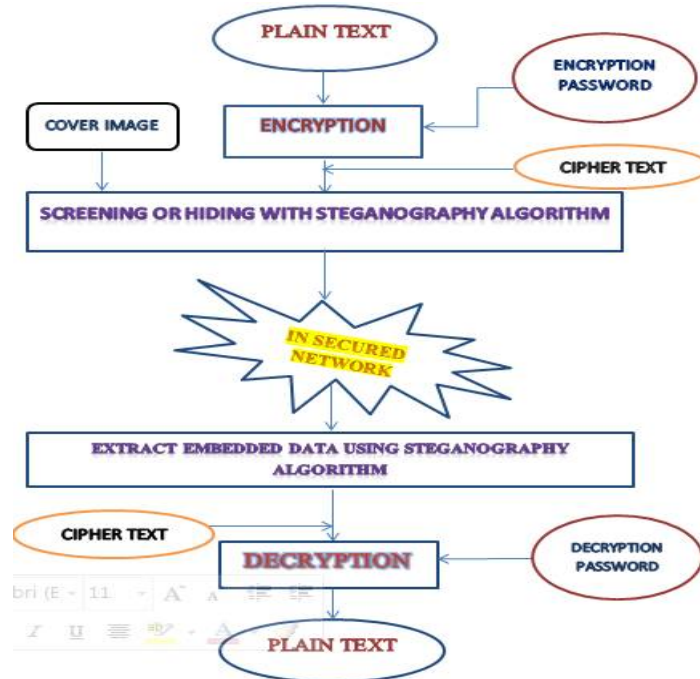 PLAIN TEXT
ENCRYPTION
PASSWORD
COVER IMAGE
ENCRYPTION
CIPHER TEXT
SCREENING OR HIDING WITH STEGANOGRAPHY ALGORITHM
IN SECURED
NETWORK
EXTRACT EMBEDDED DATA USING STEGANOGRAPHY
ALGORITHM
CIPHER TEXT
DECRYPTION
DECRYPTION
PASSWORD
bri (E 11 A A
I U ab A
PLAIN TEXT